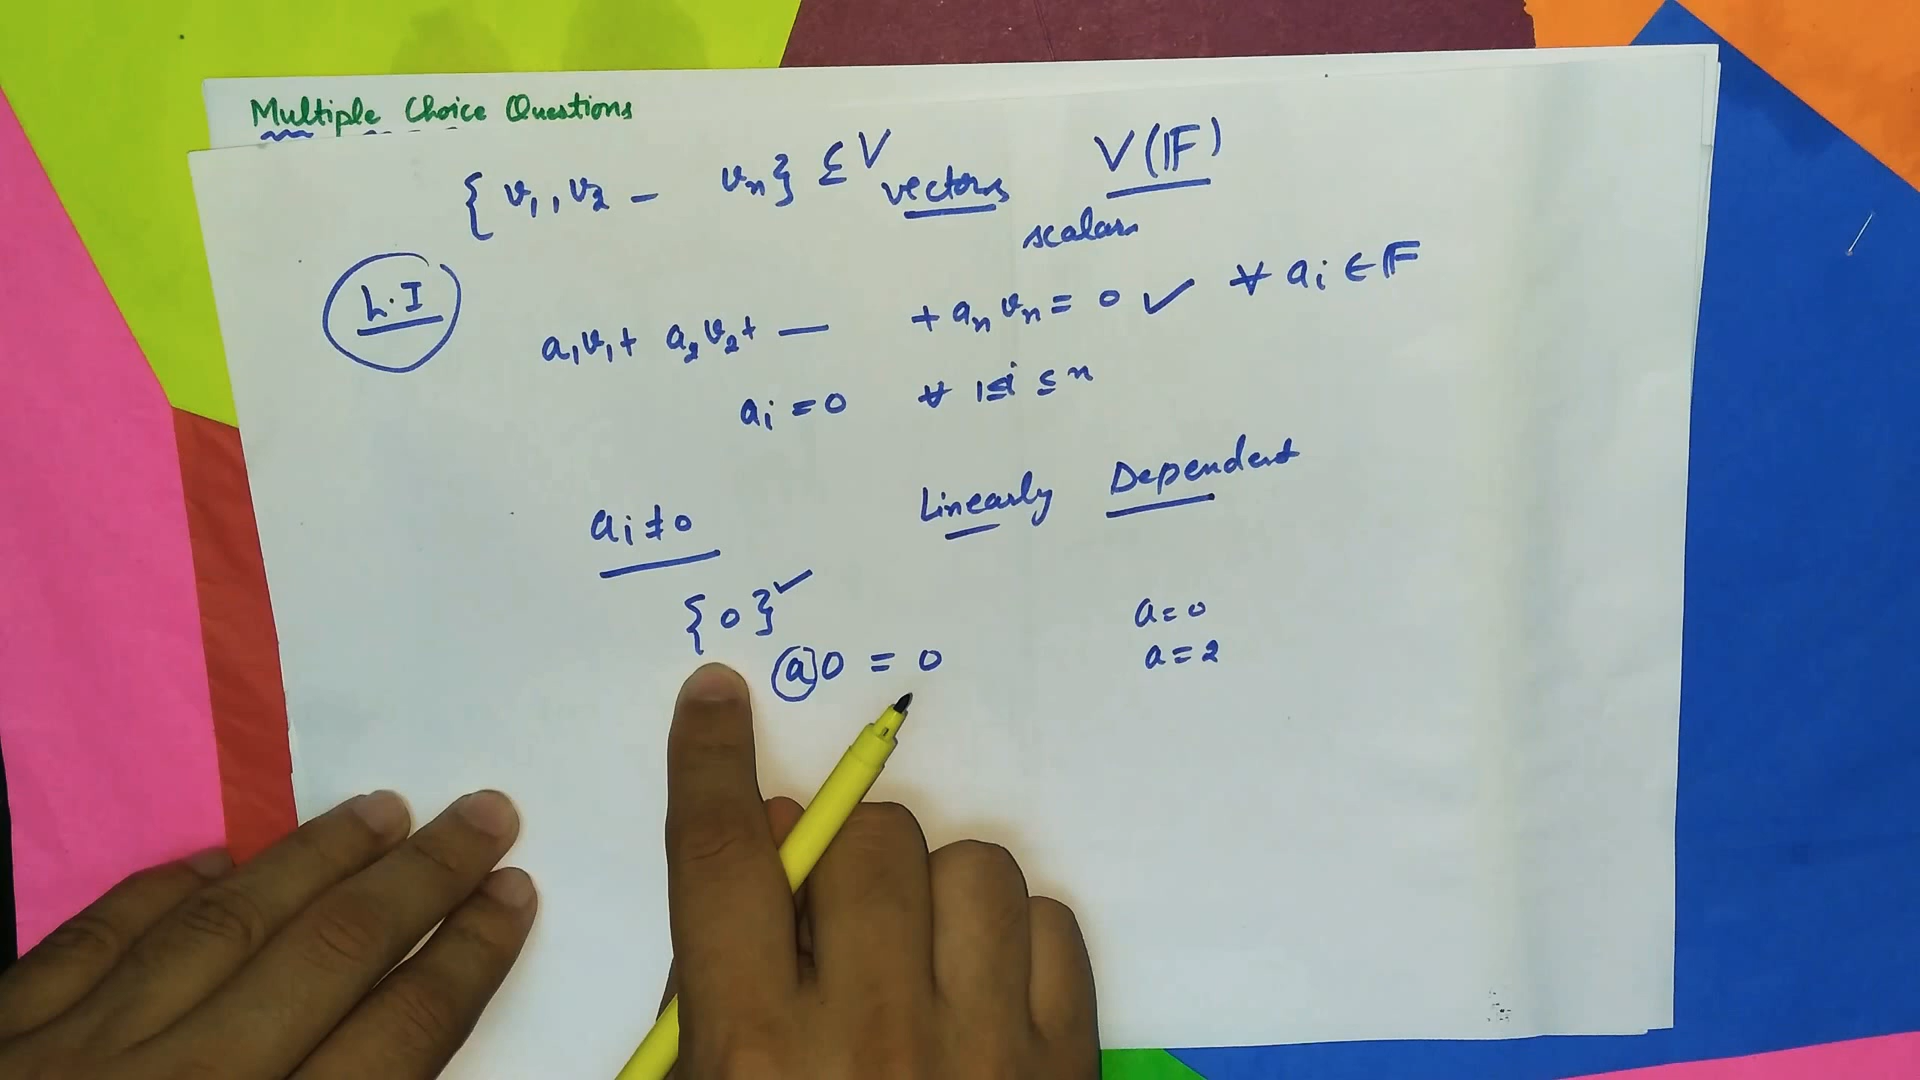 Multiple Choice Questions
{ v₁, v₂ – vₙ} Σ V vectors V(𝔽)
scalars
L.I
a₁v₁+ a₂v₂+ — + aₙvₙ = 0 ✓ ∀ aᵢ ∈ 𝔽
aᵢ = 0 ∀ 1≤i ≤ n
aᵢ ≠ 0 Linearly Dependent
{0} ✓ a = 0
a0 = 0 a = 2